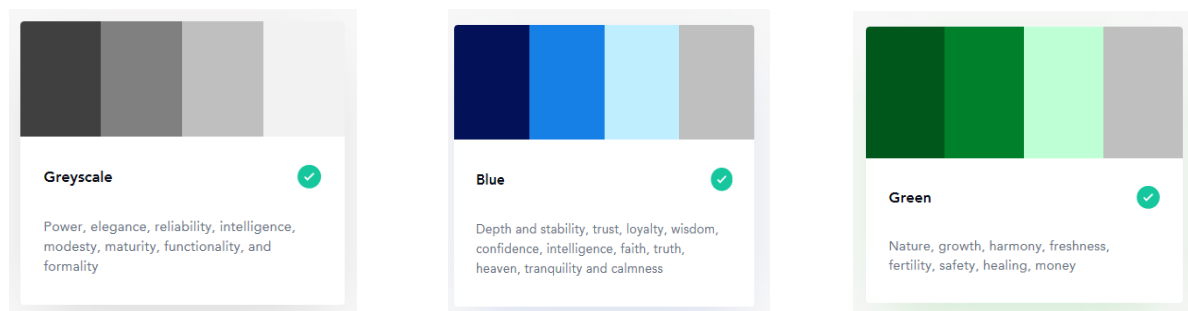 Greyscale
Power, elegance, reliability, intelligence,
modesty, maturity, functionality, and
formality
Blue
Depth and stability, trust, loyalty, wisdom,
confidence, intelligence, faith, truth,
heaven, tranquility and calmness
Green
Nature, growth, harmony, freshness,
fertility, safety, healing, money